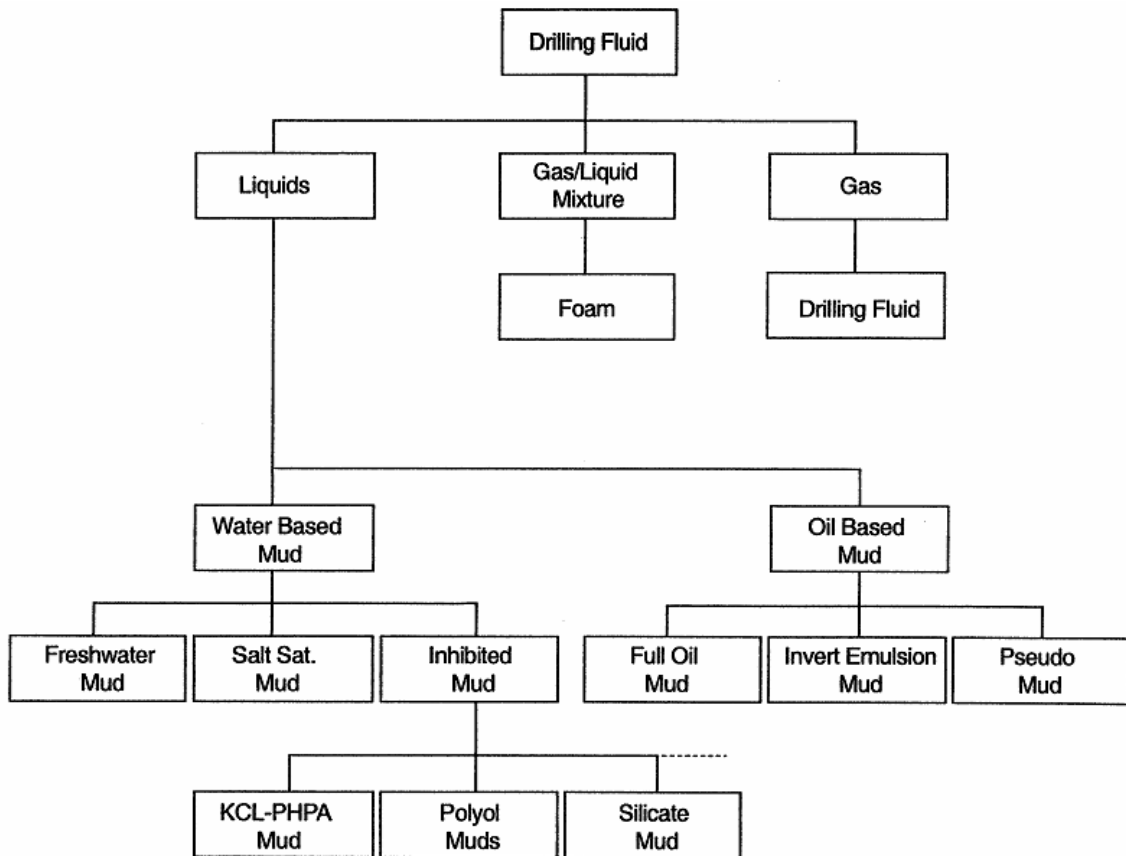 Drilling Fluid
Liquids
Gas/Liquid
Mixture
Gas
Foam
Drilling Fluid
Water Based
Mud
Oil Based
Mud
Freshwater
Mud
Salt Sat.
Mud
Inhibited
Mud
Full Oil
Mud
Invert Emulsion
Mud
Pseudo
Mud
KCL-PHPA
Mud
Polyol
Muds
Silicate
Mud